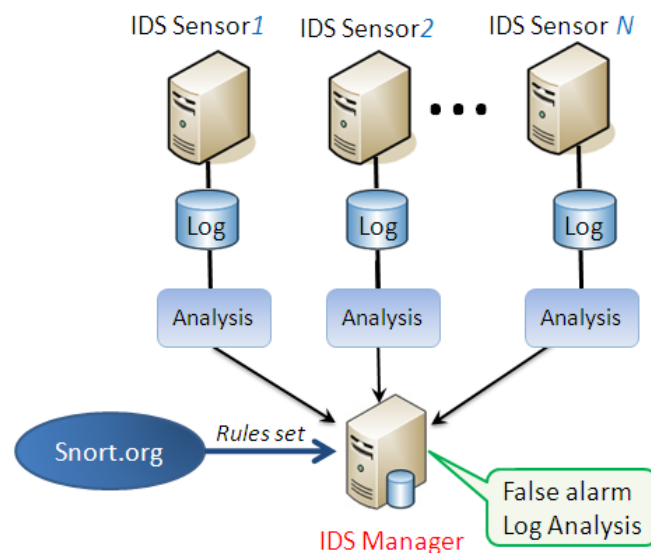 IDS Sensor1
IDS Sensor2
IDS Sensor N
Log
Log
Log
Analysis
Analysis
Analysis
Rules set
Snort.org
False alarm
Log Analysis
IDS Manager